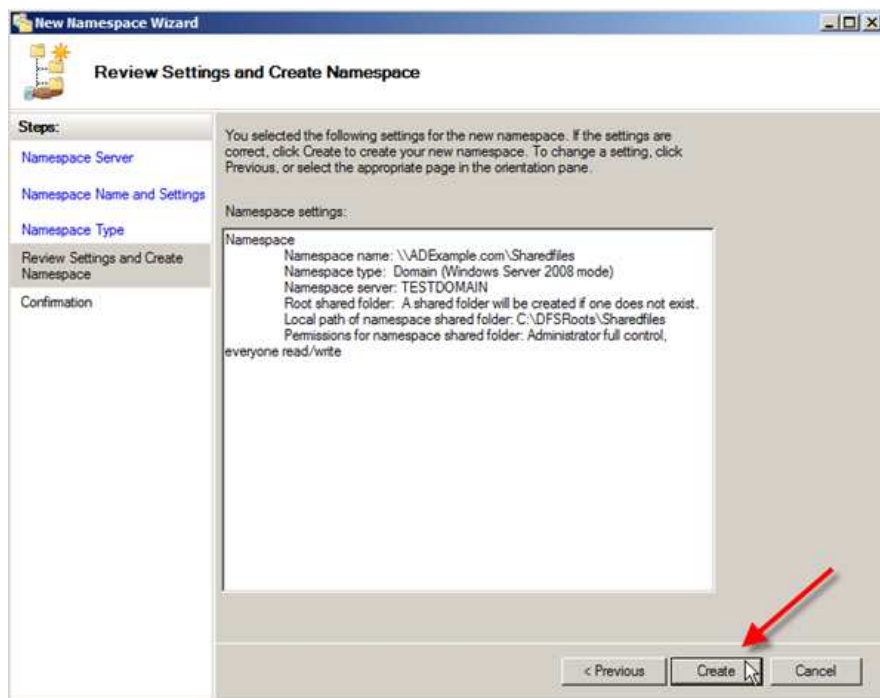 New Namespace Wizard
Review Settings and Create Namespace
Steps:
Namespace Server
Namespace Name and Settings
Namespace Type
Review Settings and Create
Namespace
Confirmation
You selected the following settings for the new namespace. If the settings are
correct, click Create to create your new namespace. To change a setting, click
Previous, or select the appropriate page in the orientation pane.
Namespace settings:
Namespace
Namespace name: \\ADExample.com\Sharedfiles
Namespace type: Domain (Windows Server 2008 mode)
Namespace server: TESTDOMAIN
Root shared folder: A shared folder will be created if one does not exist.
Local path of namespace shared folder: C:\DFSRoots\Sharedfiles
Permissions for namespace shared folder: Administrator full control,
everyone read/write
< Previous
Create
Cancel